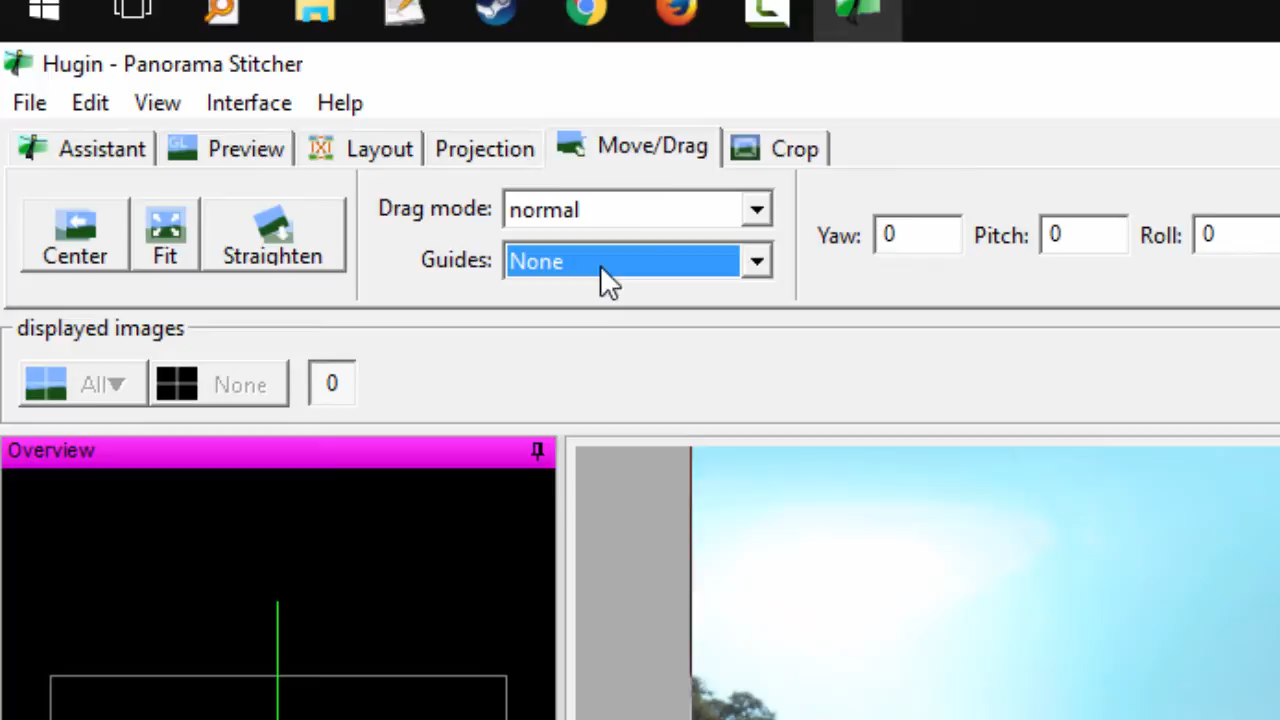 Hugin - Panorama Stitcher
File Edit View Interface Help
Assistant GL Preview Layout Projection Move/Drag Crop
Drag mode: normal
Yaw: 0 Pitch: 0 Roll: 0
Center Fit Straighten
Guides: None
displayed images
All None 0
Overview